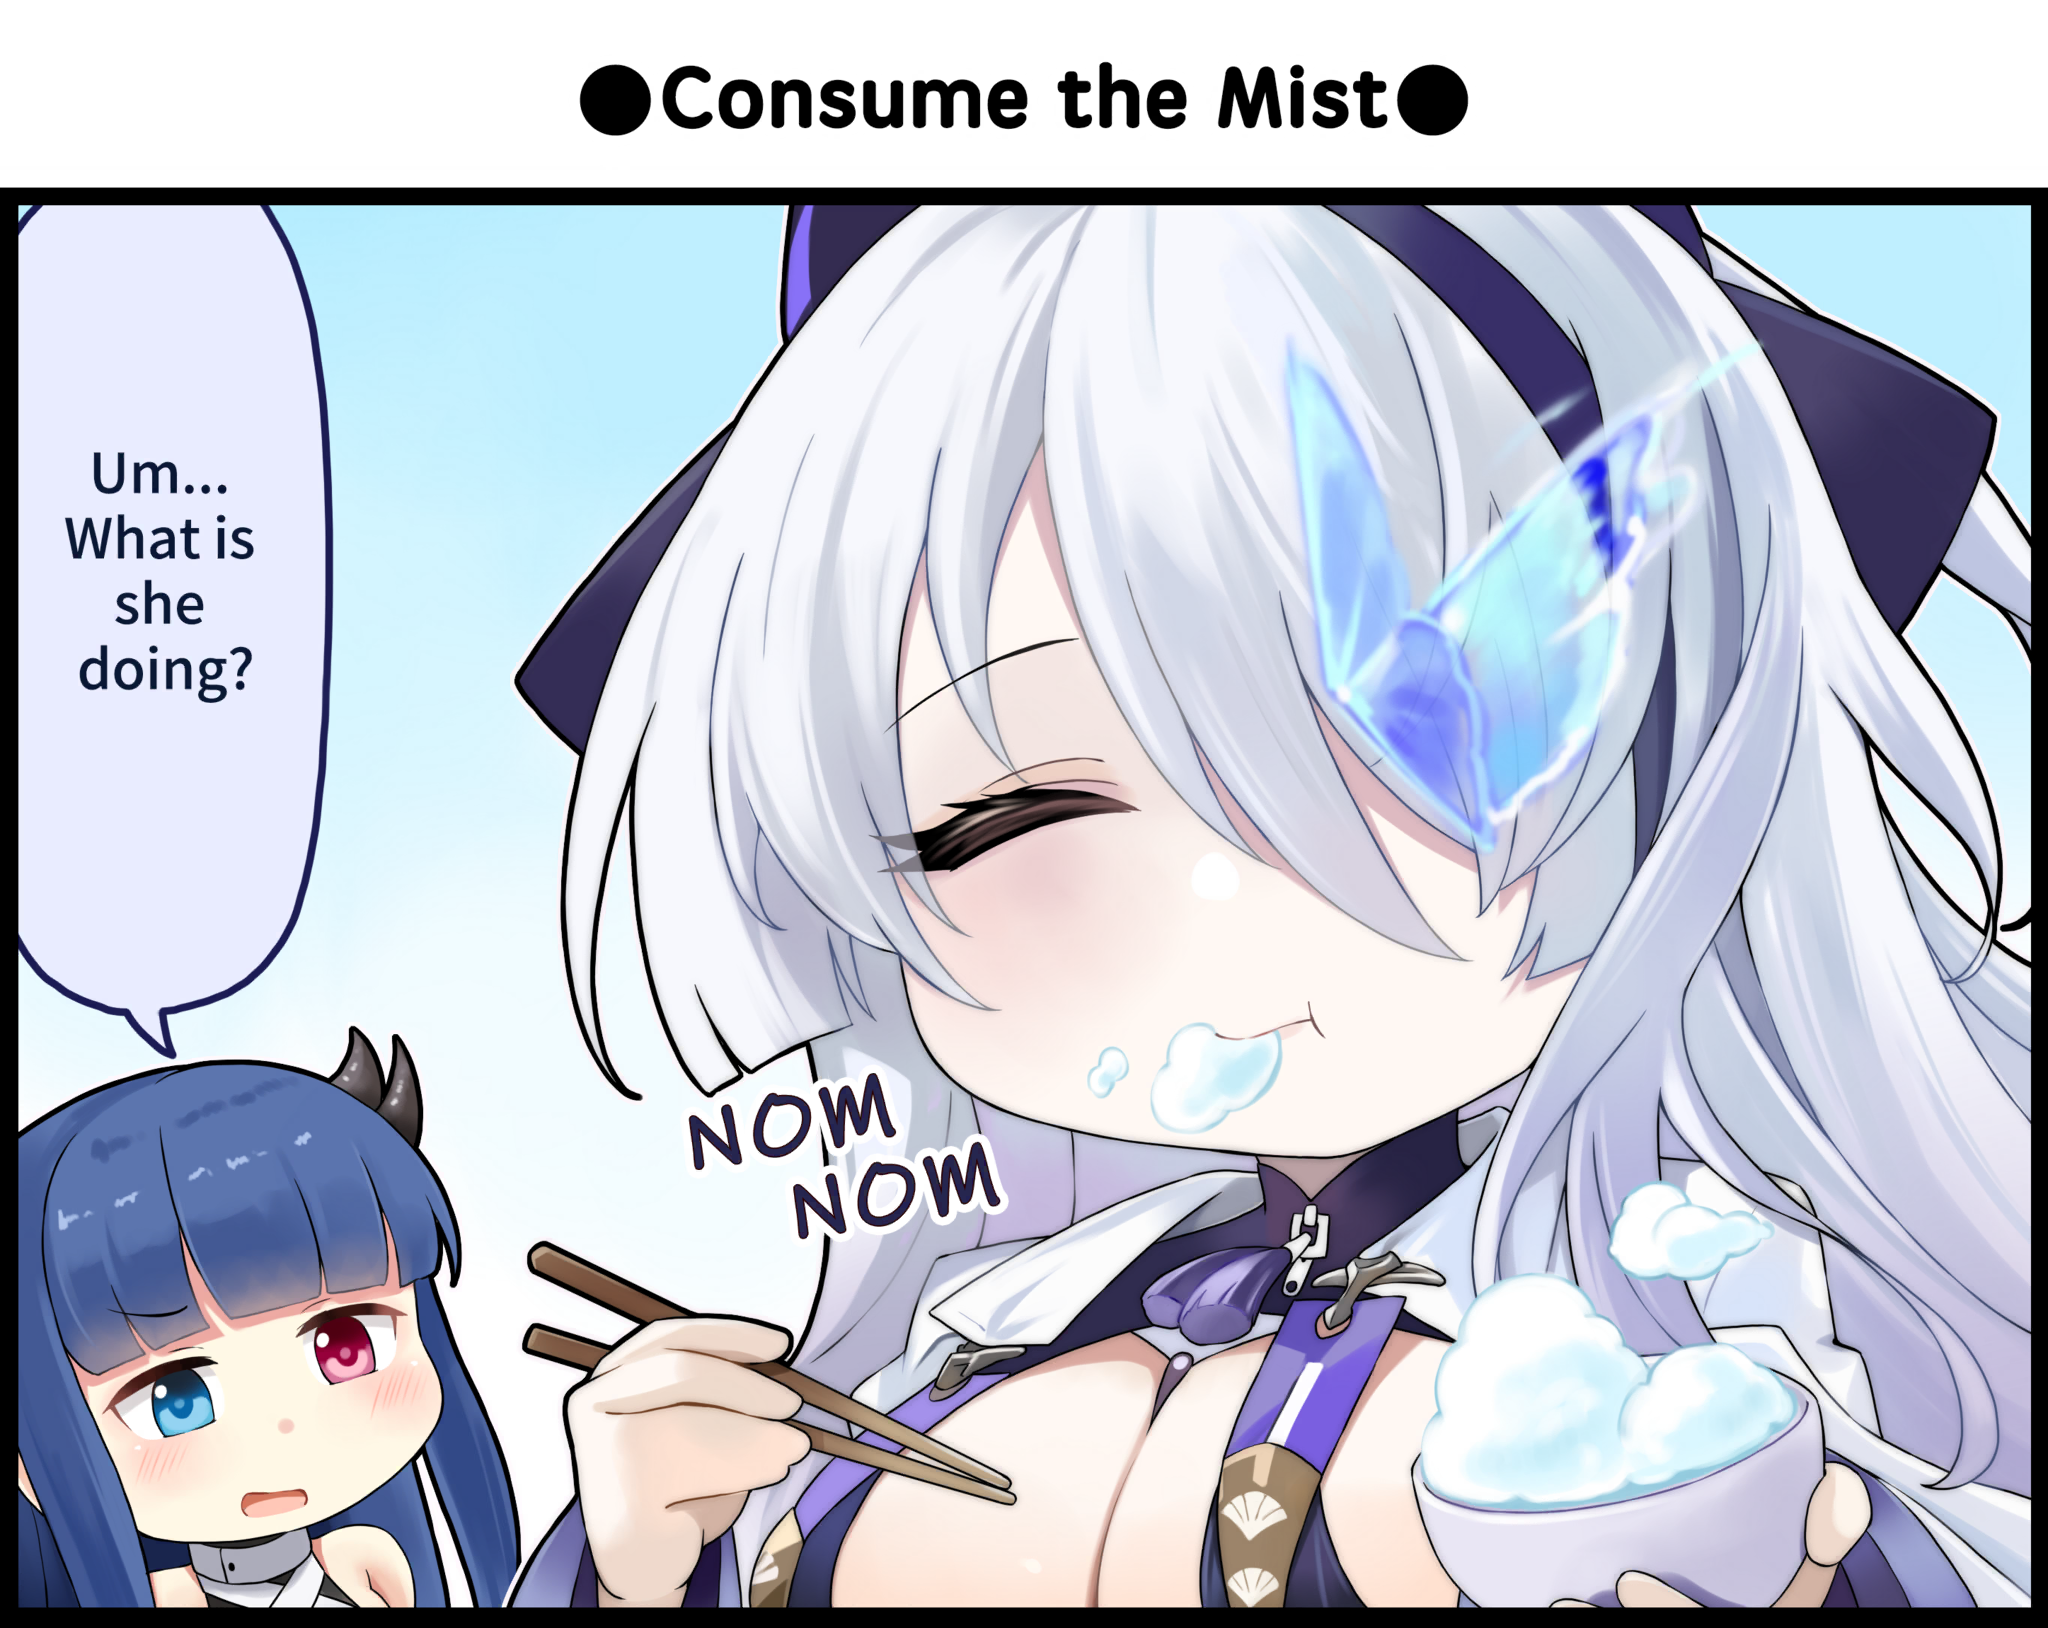 ●Consume the Mist●
Um...
What is
she
doing?
NOM
NOM